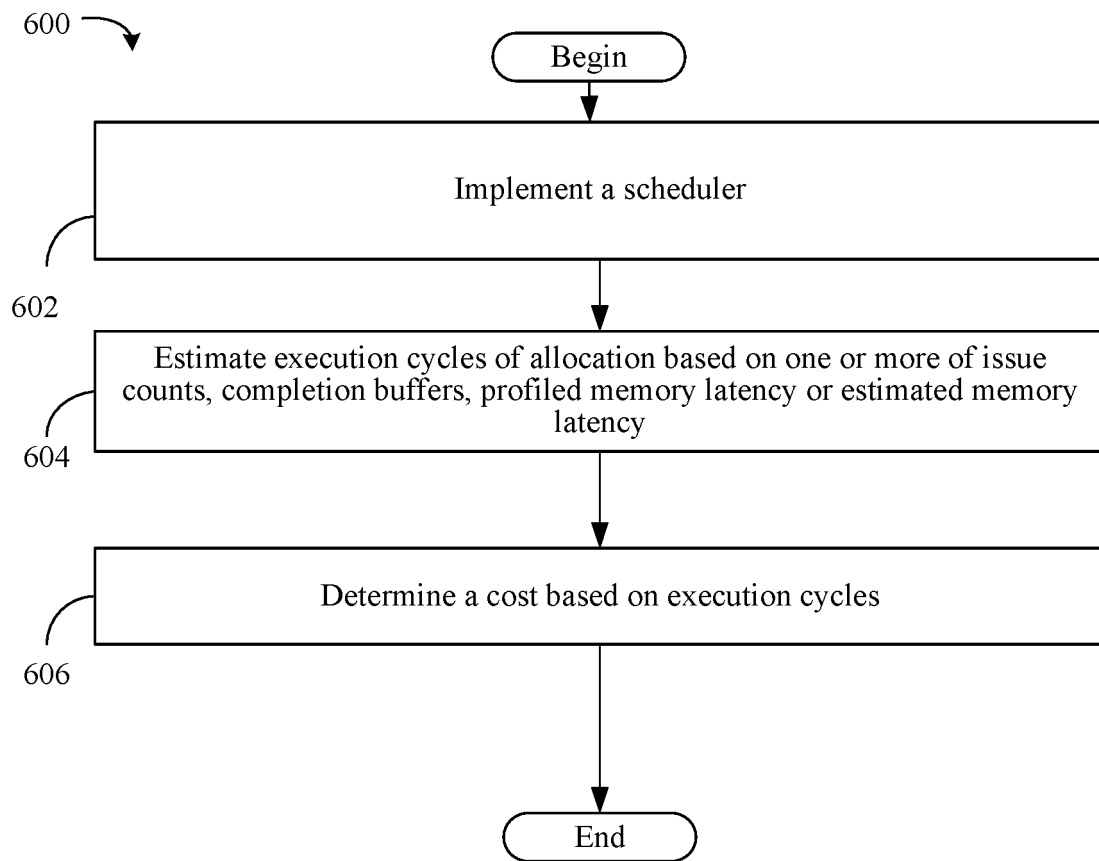 600
Begin
Implement a scheduler
602
Estimate execution cycles of allocation based on one or more of issue
counts, completion buffers, profiled memory latency or estimated memory
latency
604
Determine a cost based on execution cycles
606
End